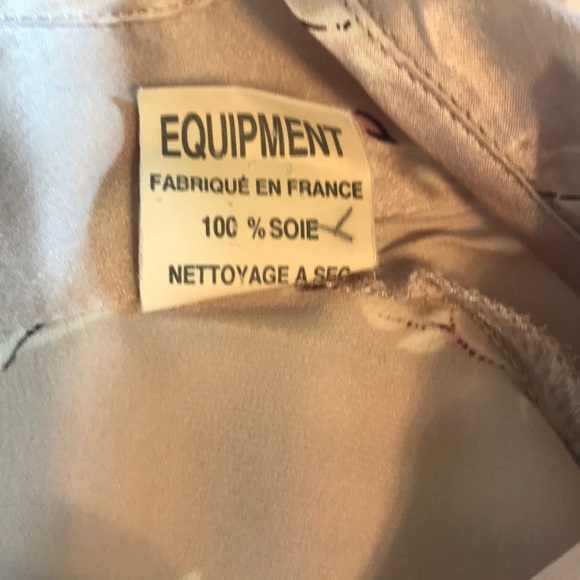 EQUIPMENT
FABRIQUÉ EN FRANCE
100 % SOIE
NETTOYAGE A SEC